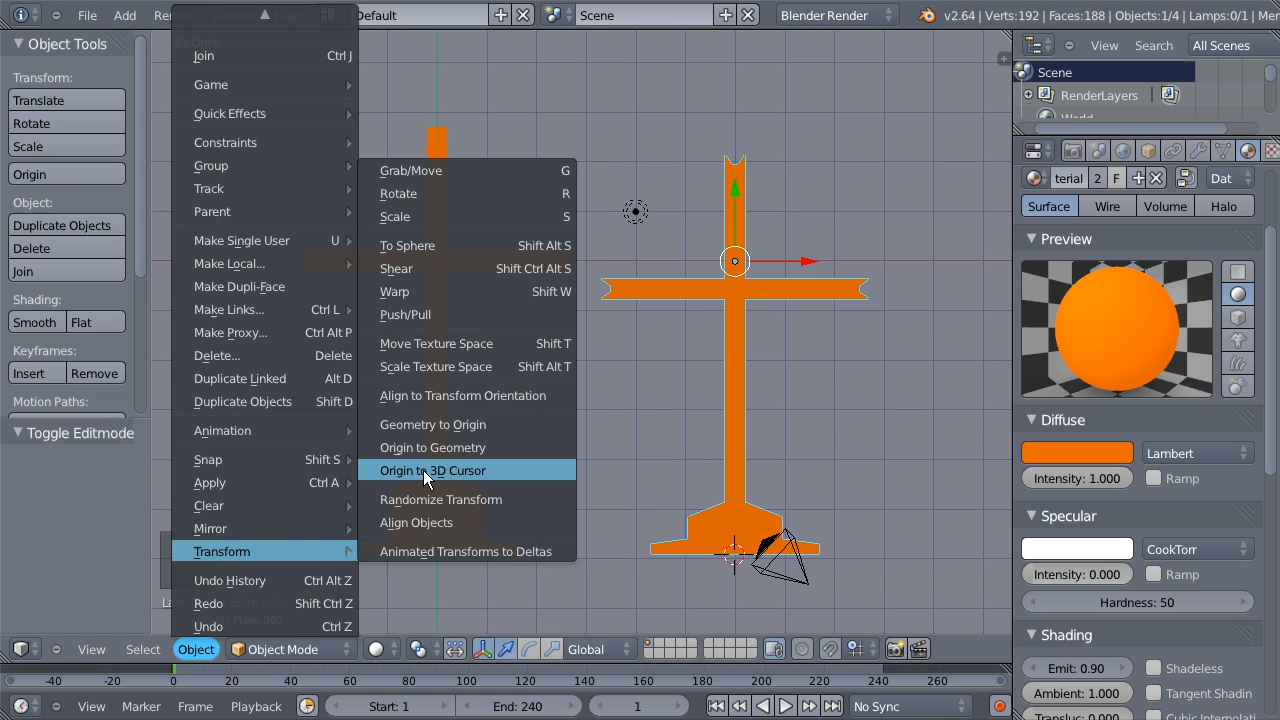 File
Add
Default
Scene
Blender Render
v2.64 | Verts:192 | Faces:188 | Objects:1/4 | Lamps:0/1 |
Object Tools
Transform:
Translate
Rotate
Scale
Origin
Object:
Duplicate Objects
Delete
Join
Shading:
Smooth
Flat
Keyframes:
Insert
Remove
Motion Paths:
Toggle Editmode
Join Ctrl J
Game
Quick Effects
Constraints
Group
Track
Parent
Make Single User U
Make Local...
Make Dupli-Face
Make Links... Ctrl L
Make Proxy... Ctrl Alt P
Delete... Delete
Duplicate Linked Alt D
Duplicate Objects Shift D
Animation
Snap Shift S
Apply Ctrl A
Clear
Mirror
Transform
Undo History Ctrl Alt Z
Redo Shift Ctrl Z
Undo Ctrl Z
Grab/Move G
Rotate R
Scale S
To Sphere Shift Alt S
Shear Shift Ctrl Alt S
Warp Shift W
Push/Pull
Move Texture Space Shift T
Scale Texture Space Shift Alt T
Align to Transform Orientation
Geometry to Origin
Origin to Geometry
Origin to 3D Cursor
Randomize Transform
Align Objects
Animated Transforms to Deltas
View
Search
All Scenes
Scene
RenderLayers
World
terial
2
F
Dat
Surface
Wire
Volume
Halo
Preview
Diffuse
Lambert
Intensity: 1.000
Ramp
Specular
CookTorr
Intensity: 0.000
Ramp
Hardness: 50
Shading
Emit: 0.90
Shadeless
Ambient: 1.000
Tangent Shadin
Transluc: 0.000
Cubic Interpolati
View
Select
Object
Object Mode
Global
-40 -20 0 20 40 60 80 100 120 140 160 180 200 220 240 260
View
Marker
Frame
Playback
Start: 1
End: 240
1
No Sync